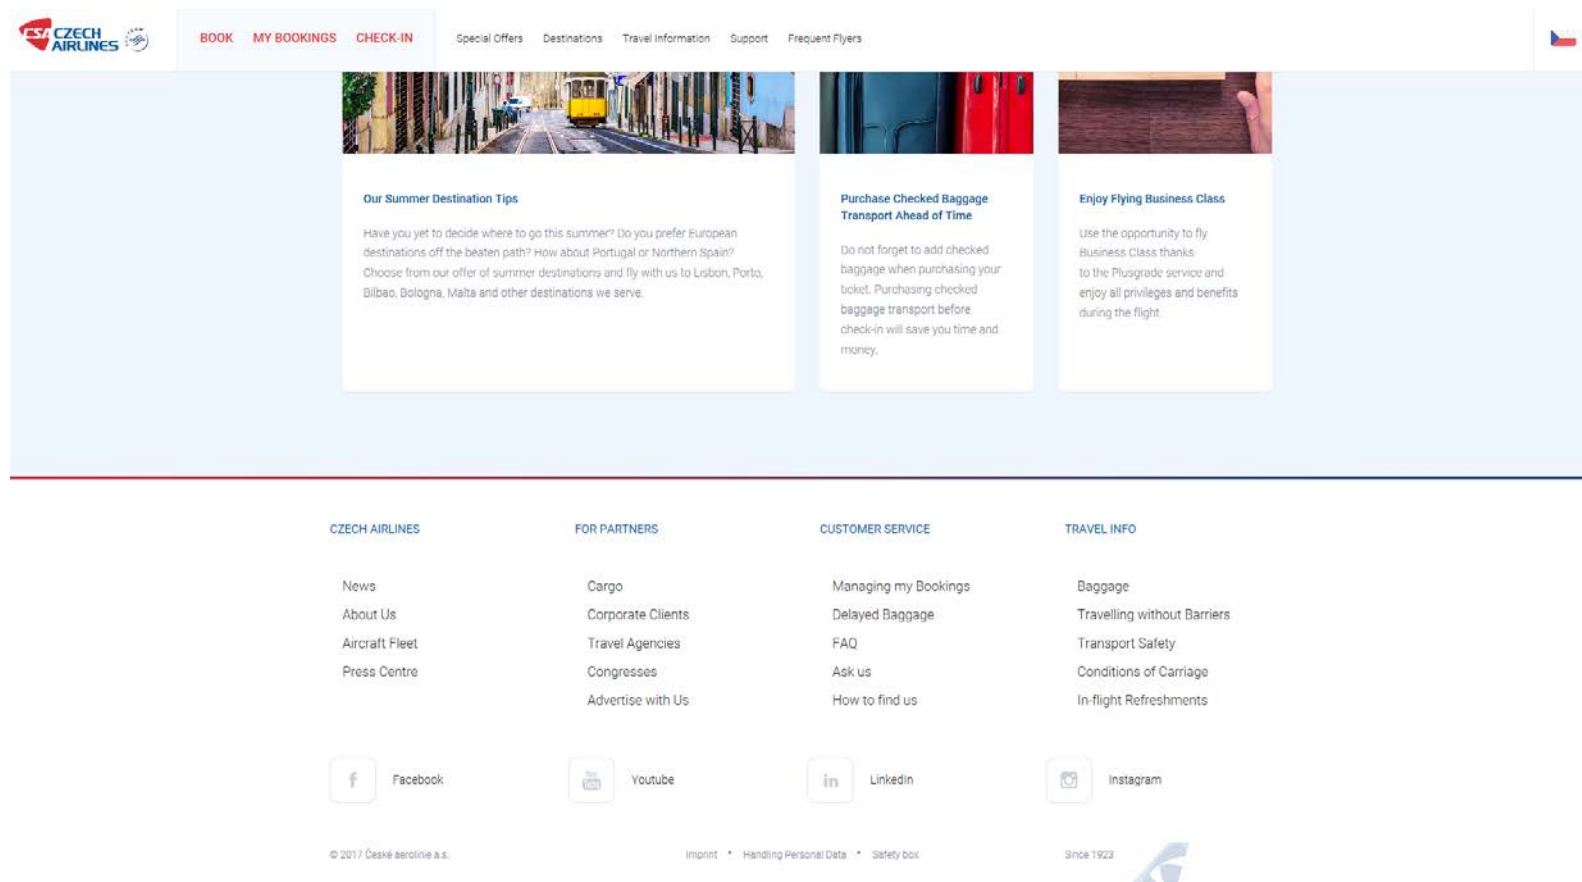 CSA CZECH
AIRLINES
BOOK MY BOOKINGS CHECK-IN Special Offers Destinations Travel Information Support Frequent Flyers
Our Summer Destination Tips
Have you yet to decide where to go this summer? Do you prefer European
destinations off the beaten path? How about Portugal or Northern Spain?
Choose from our offer of summer destinations and fly with us to Lisbon, Porto,
Bilbao, Bologna, Malta and other destinations we serve.
Purchase Checked Baggage
Transport Ahead of Time
Do not forget to add checked
baggage when purchasing your
ticket. Purchasing checked
baggage transport before
check-in will save you time and
money.
Enjoy Flying Business Class
Use the opportunity to fly
Business Class thanks
to the Plusgrade service and
enjoy all privileges and benefits
during the flight.
CZECH AIRLINES
News
About Us
Aircraft Fleet
Press Centre
FOR PARTNERS
Cargo
Corporate Clients
Travel Agencies
Congresses
Advertise with Us
CUSTOMER SERVICE
Managing my Bookings
Delayed Baggage
FAQ
Ask us
How to find us
TRAVEL INFO
Baggage
Travelling without Barriers
Transport Safety
Conditions of Carriage
In-flight Refreshments
f Facebook You Tube Youtube in LinkedIn Instagram
© 2017 České aerolinie a.s. Imprint • Handling Personal Data • Safety box Since 1923